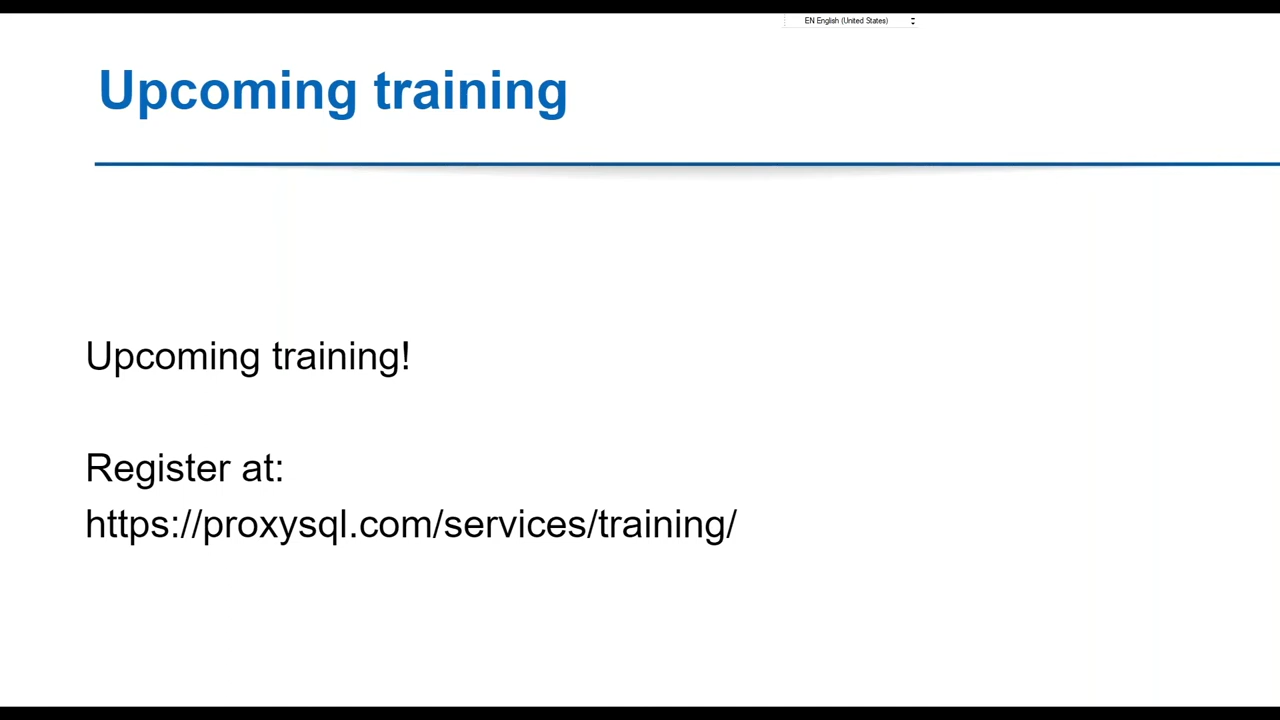 EN English (United States)
Upcoming training
Upcoming training!
Register at:
https://proxysql.com/services/training/